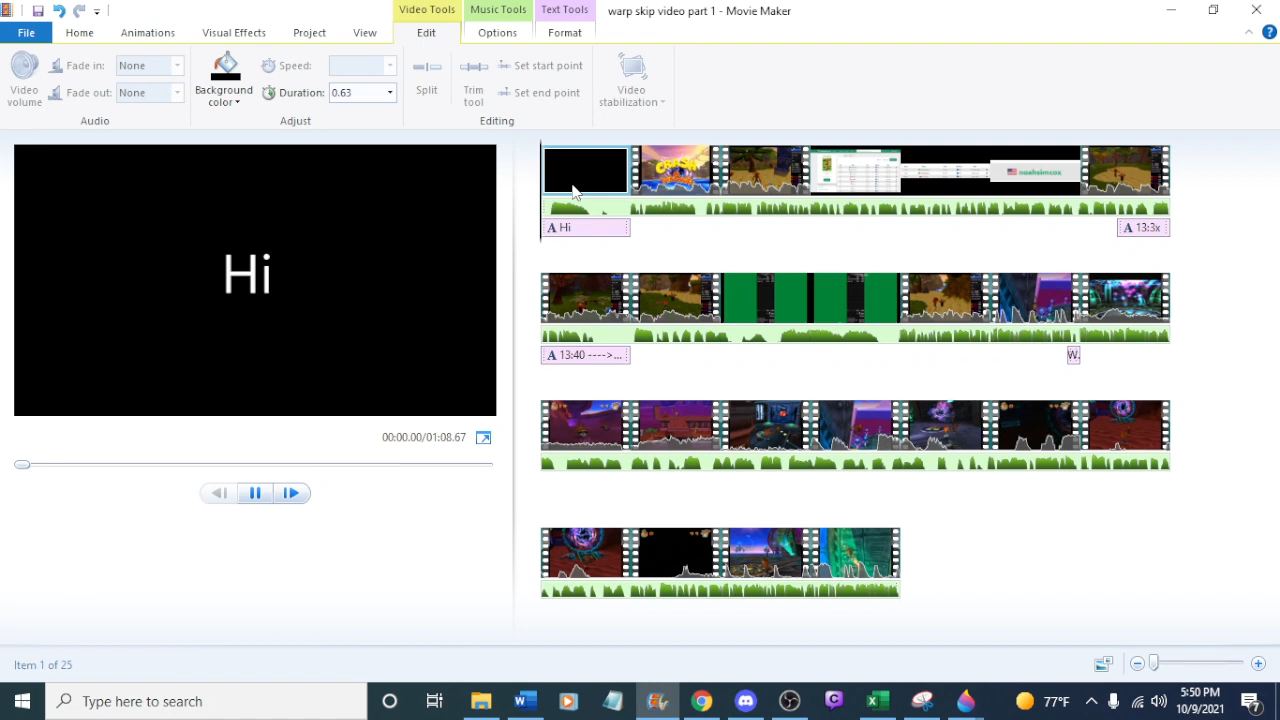 Video Tools
Music Tools
Text Tools
warp skip video part 1 - Movie Maker
File
Home
Animations
Visual Effects
Project
View
Edit
Options
Format
Video volume
Fade in:
None
Fade out:
None
Background color
Speed:
Duration:
0.63
Split
Trim tool
Set start point
Set end point
Video stabilization
Audio
Adjust
Editing
Hi
00:00.00/01:08.67
noahsimcox
A Hi
A 13:3x
A 13:40 ---->...
W.
Item 1 of 25
Type here to search
77°F
5:50 PM
10/9/2021
7